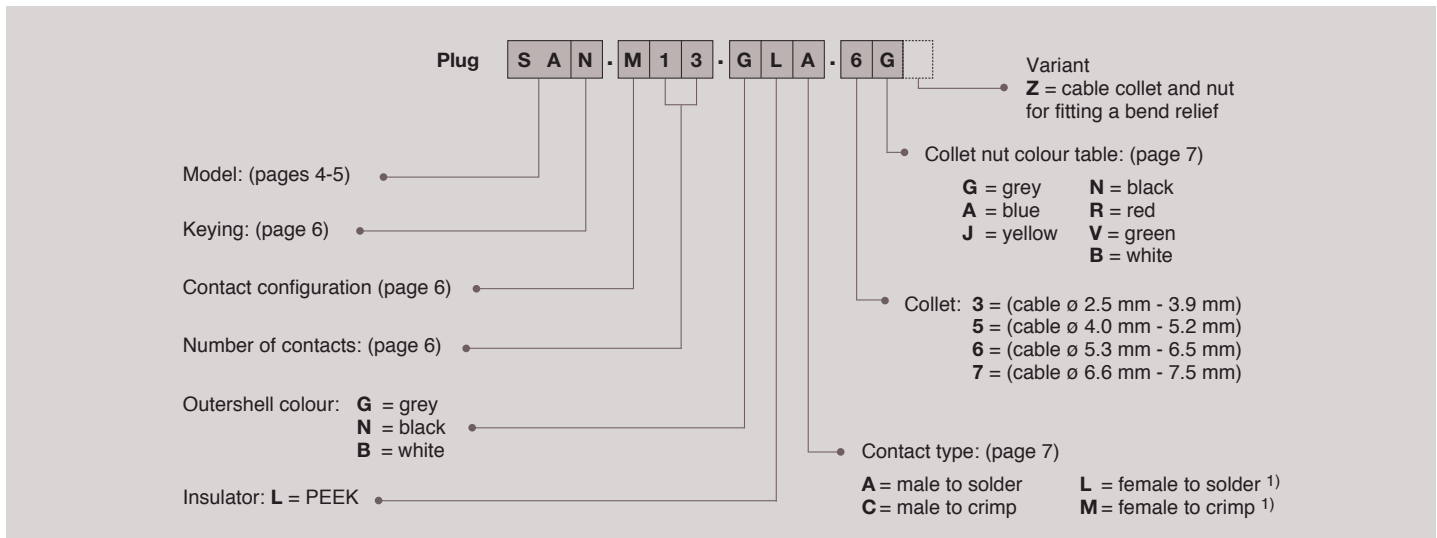 Plug SAN.M13.GLA.6G
Variant
Z = cable collet and nut
for fitting a bend relief
Collet nut colour table: (page 7)
G = grey N = black
A = blue R = red
J = yellow V = green
B = white
Model: (pages 4-5)
Keying: (page 6)
Contact configuration (page 6)
Collet: 3 = (cable ø 2.5 mm - 3.9 mm)
5 = (cable ø 4.0 mm - 5.2 mm)
6 = (cable ø 5.3 mm - 6.5 mm)
7 = (cable ø 6.6 mm - 7.5 mm)
Number of contacts: (page 6)
Outershell colour: G = grey
N = black
B = white
Contact type: (page 7)
A = male to solder L = female to solder 1)
C = male to crimp M = female to crimp 1)
Insulator: L = PEEK